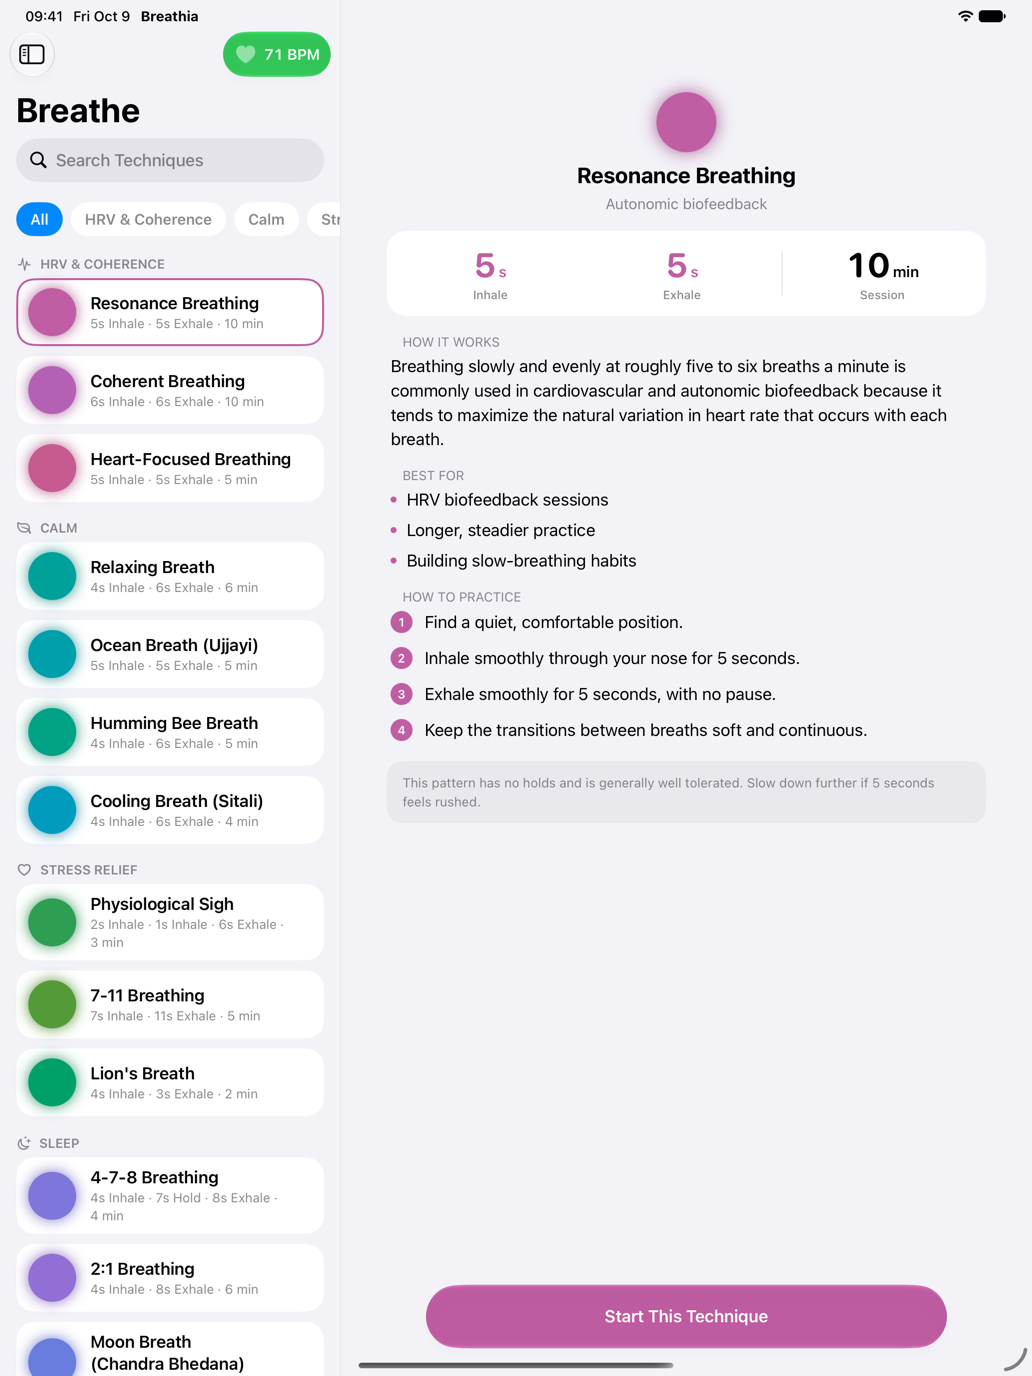 09:41 Fri Oct 9 Breathia
71 BPM
Breathe
Search Techniques
All
HRV & Coherence
Calm
Str
HRV & COHERENCE
Resonance Breathing
5s Inhale · 5s Exhale · 10 min
Coherent Breathing
6s Inhale · 6s Exhale · 10 min
Heart-Focused Breathing
5s Inhale · 5s Exhale · 5 min
CALM
Relaxing Breath
4s Inhale · 6s Exhale · 6 min
Ocean Breath (Ujjayi)
5s Inhale · 5s Exhale · 5 min
Humming Bee Breath
4s Inhale · 6s Exhale · 5 min
Cooling Breath (Sitali)
4s Inhale · 6s Exhale · 4 min
STRESS RELIEF
Physiological Sigh
2s Inhale · 1s Inhale · 6s Exhale ·
3 min
7-11 Breathing
7s Inhale · 11s Exhale · 5 min
Lion's Breath
4s Inhale · 3s Exhale · 2 min
SLEEP
4-7-8 Breathing
4s Inhale · 7s Hold · 8s Exhale ·
4 min
2:1 Breathing
4s Inhale · 8s Exhale · 6 min
Moon Breath
(Chandra Bhedana)
Resonance Breathing
Autonomic biofeedback
5 s
Inhale
5 s
Exhale
10 min
Session
HOW IT WORKS
Breathing slowly and evenly at roughly five to six breaths a minute is
commonly used in cardiovascular and autonomic biofeedback because it
tends to maximize the natural variation in heart rate that occurs with each
breath.
BEST FOR
• HRV biofeedback sessions
• Longer, steadier practice
• Building slow-breathing habits
HOW TO PRACTICE
1 Find a quiet, comfortable position.
2 Inhale smoothly through your nose for 5 seconds.
3 Exhale smoothly for 5 seconds, with no pause.
4 Keep the transitions between breaths soft and continuous.
This pattern has no holds and is generally well tolerated. Slow down further if 5 seconds
feels rushed.
Start This Technique